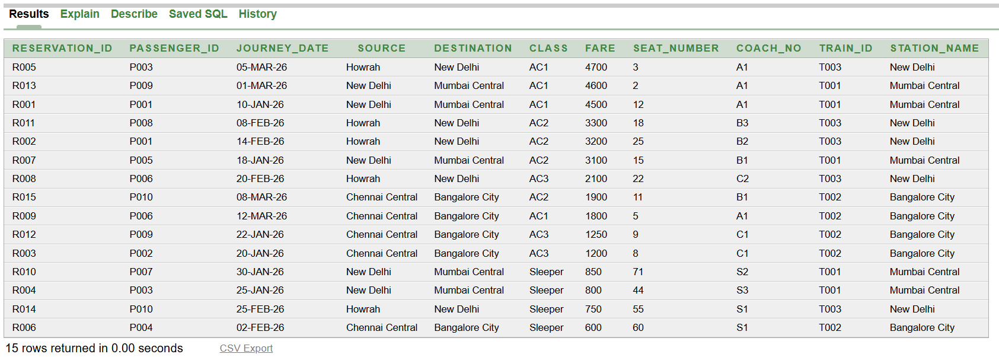 Results Explain Describe Saved SQL History
RESERVATION_ID PASSENGER_ID JOURNEY_DATE SOURCE DESTINATION CLASS FARE SEAT_NUMBER COACH_NO TRAIN_ID STATION_NAME
R005 P003 05-MAR-26 Howrah New Delhi AC1 4700 3 A1 T003 New Delhi
R013 P009 01-MAR-26 New Delhi Mumbai Central AC1 4600 2 A1 T001 Mumbai Central
R001 P001 10-JAN-26 New Delhi Mumbai Central AC1 4500 12 A1 T001 Mumbai Central
R011 P008 08-FEB-26 Howrah New Delhi AC2 3300 18 B3 T003 New Delhi
R002 P001 14-FEB-26 Howrah New Delhi AC2 3200 25 B2 T003 New Delhi
R007 P005 18-JAN-26 New Delhi Mumbai Central AC2 3100 15 B1 T001 Mumbai Central
R008 P006 20-FEB-26 Howrah New Delhi AC3 2100 22 C2 T003 New Delhi
R015 P010 08-MAR-26 Chennai Central Bangalore City AC2 1900 11 B1 T002 Bangalore City
R009 P006 12-MAR-26 Chennai Central Bangalore City AC1 1800 5 A1 T002 Bangalore City
R012 P009 22-JAN-26 Chennai Central Bangalore City AC3 1250 9 C1 T002 Bangalore City
R003 P002 20-JAN-26 Chennai Central Bangalore City AC3 1200 8 C1 T002 Bangalore City
R010 P007 30-JAN-26 New Delhi Mumbai Central Sleeper 850 71 S2 T001 Mumbai Central
R004 P003 25-JAN-26 New Delhi Mumbai Central Sleeper 800 44 S3 T001 Mumbai Central
R014 P010 25-FEB-26 Howrah New Delhi Sleeper 750 55 S1 T003 New Delhi
R006 P004 02-FEB-26 Chennai Central Bangalore City Sleeper 600 60 S1 T002 Bangalore City
15 rows returned in 0.00 seconds CSV Export